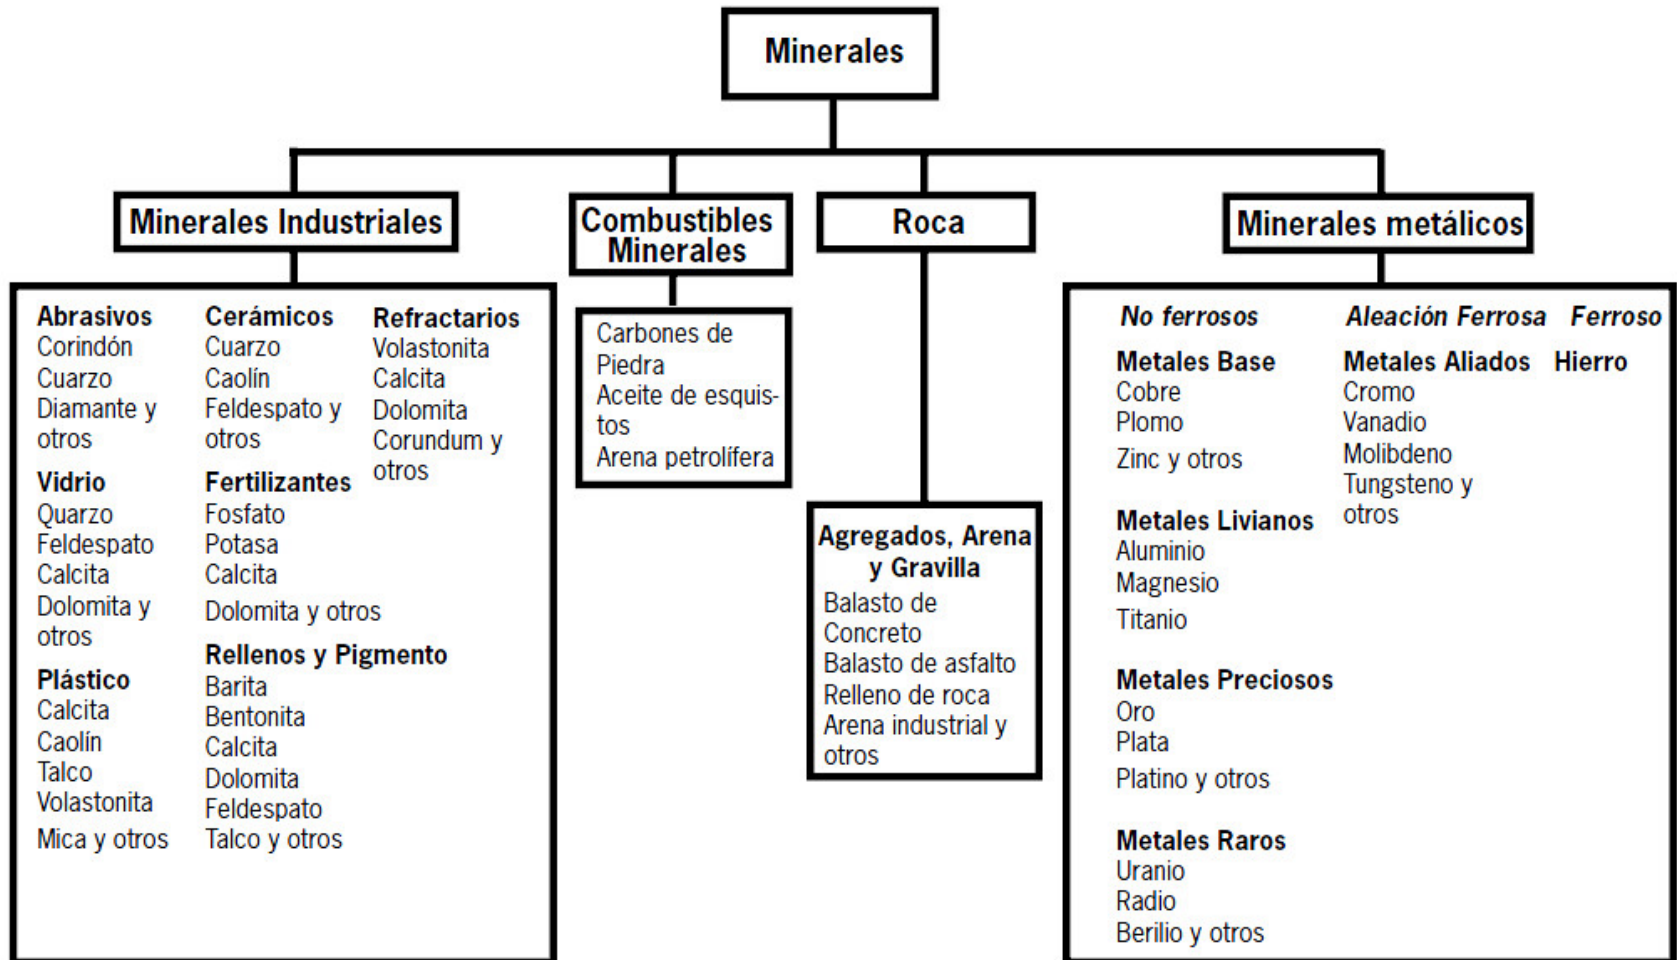 Minerales
Minerales Industriales
Combustibles
Minerales
Roca
Minerales metálicos
Abrasivos
Corindón
Cuarzo
Diamante y
otros
Vidrio
Quarzo
Feldespato
Calcita
Dolomita y
otros
Plástico
Calcita
Caolín
Talco
Volastonita
Mica y otros
Cerámicos
Cuarzo
Caolín
Feldespato y
otros
Fertilizantes
Fosfato
Potasa
Calcita
Dolomita y otros
Rellenos y Pigmento
Barita
Bentonita
Calcita
Dolomita
Feldespato
Talco y otros
Refractarios
Volastonita
Calcita
Dolomita
Corundum y
otros
Carbones de
Piedra
Aceite de esquis-
tos
Arena petrolífera
Agregados, Arena
y Gravilla
Balasto de
Concreto
Balasto de asfalto
Relleno de roca
Arena industrial y
otros
No ferrosos
Metales Base
Cobre
Plomo
Zinc y otros
Metales Livianos
Aluminio
Magnesio
Titanio
Metales Preciosos
Oro
Plata
Platino y otros
Metales Raros
Uranio
Radio
Berilio y otros
Aleación Ferrosa
Metales Aliados
Cromo
Vanadio
Molibdeno
Tungsteno y
otros
Ferroso
Hierro